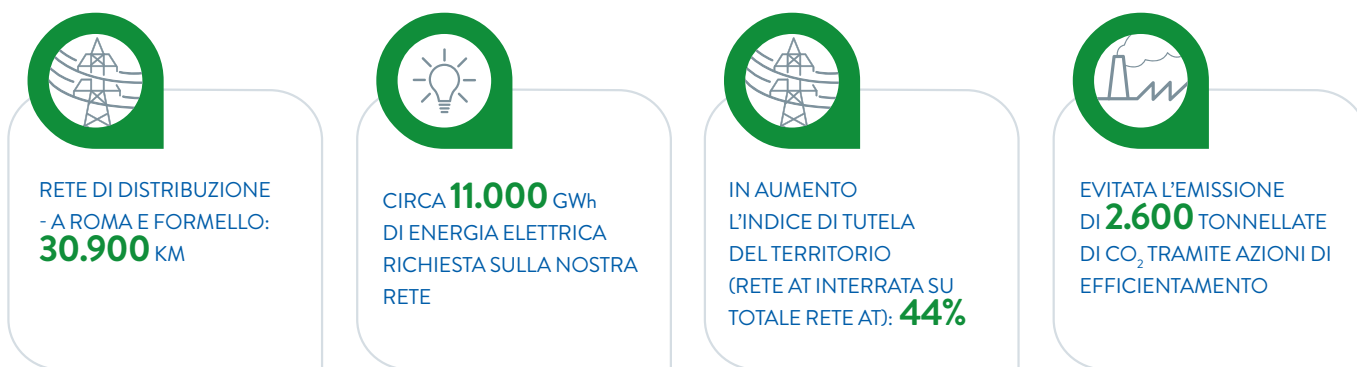 RETE DI DISTRIBUZIONE
- A ROMA E FORMELLO:
30.900 KM
CIRCA 11.000 GWh
DI ENERGIA ELETTRICA
RICHIESTA SULLA NOSTRA
RETE
IN AUMENTO
L’INDICE DI TUTELA
DEL TERRITORIO
(RETE AT INTERRATA SU
TOTALE RETE AT): 44%
EVITATA L’EMISSIONE
DI 2.600 TONNELLATE
DI CO₂ TRAMITE AZIONI DI
EFFICIENTAMENTO